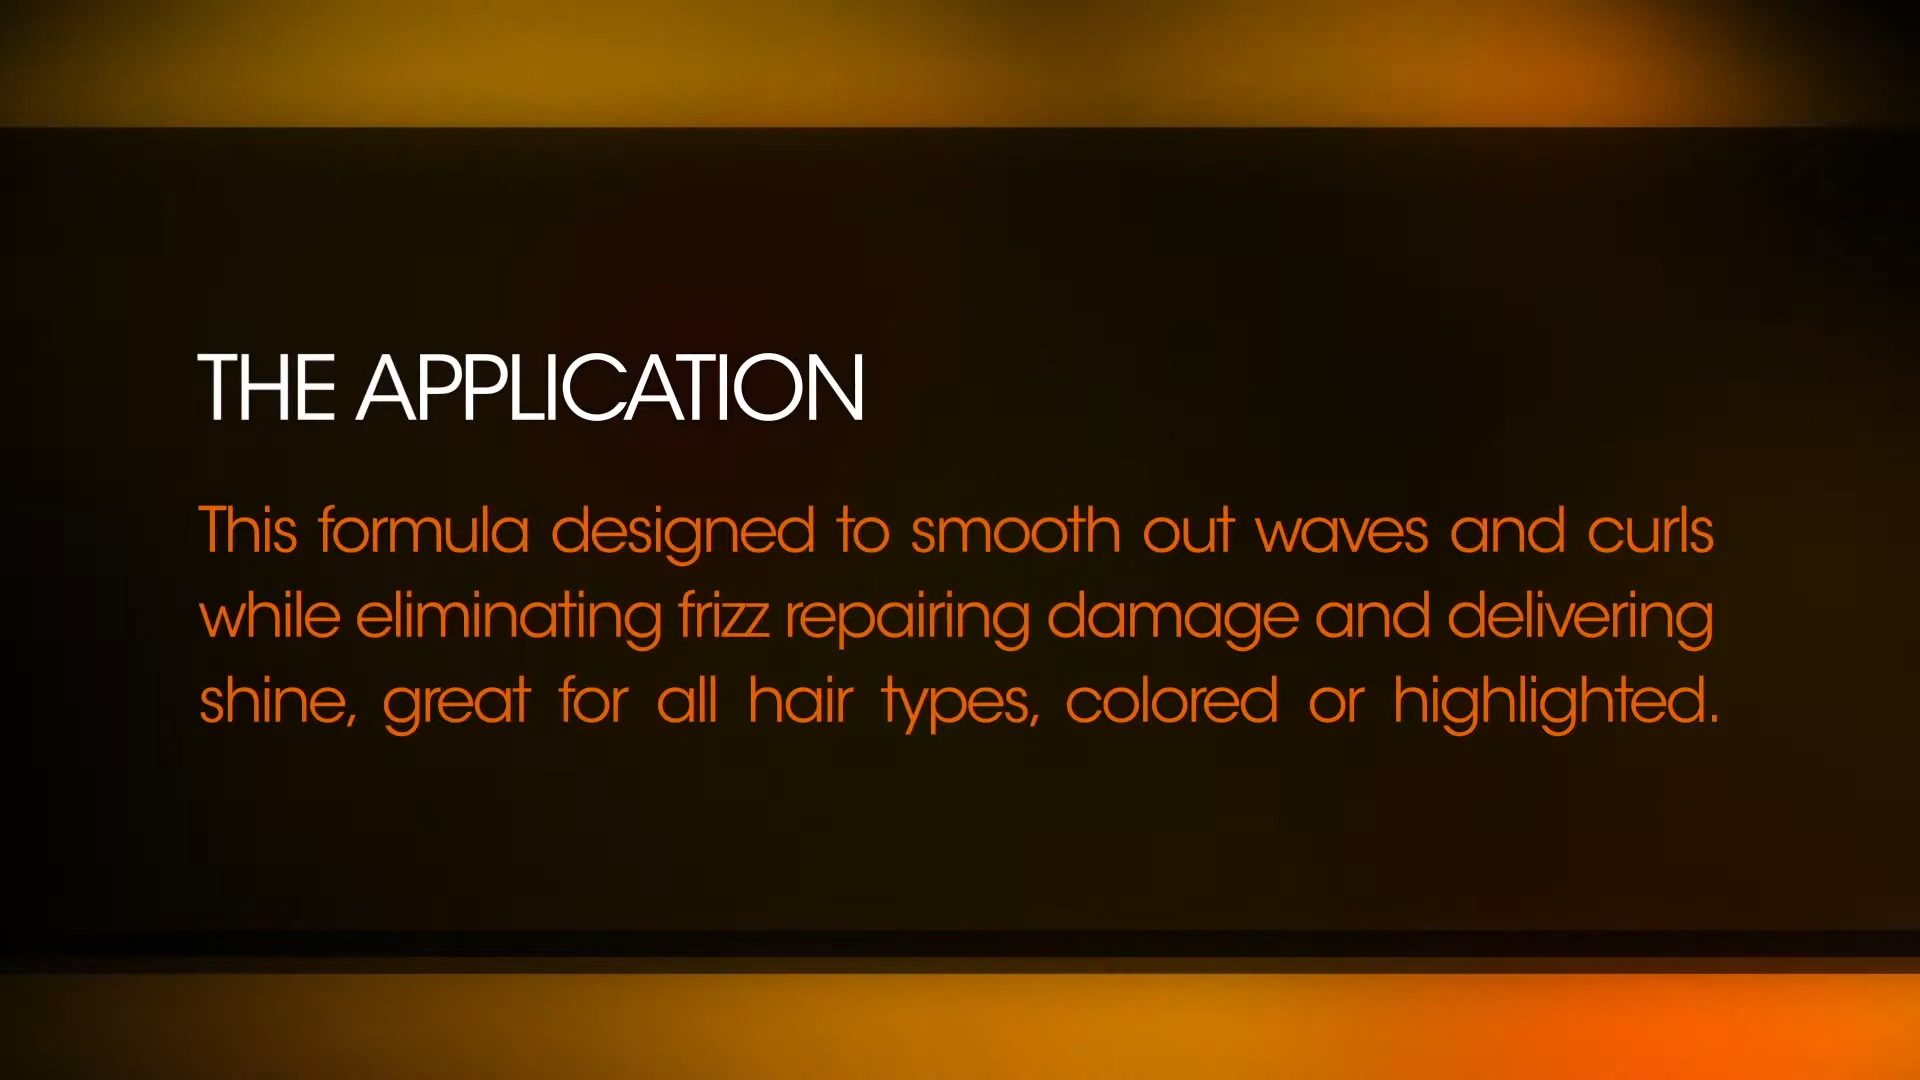 THE APPLICATION
This formula designed to smooth out waves and curls
while eliminating frizz repairing damage and delivering
shine, great for all hair types, colored or highlighted.